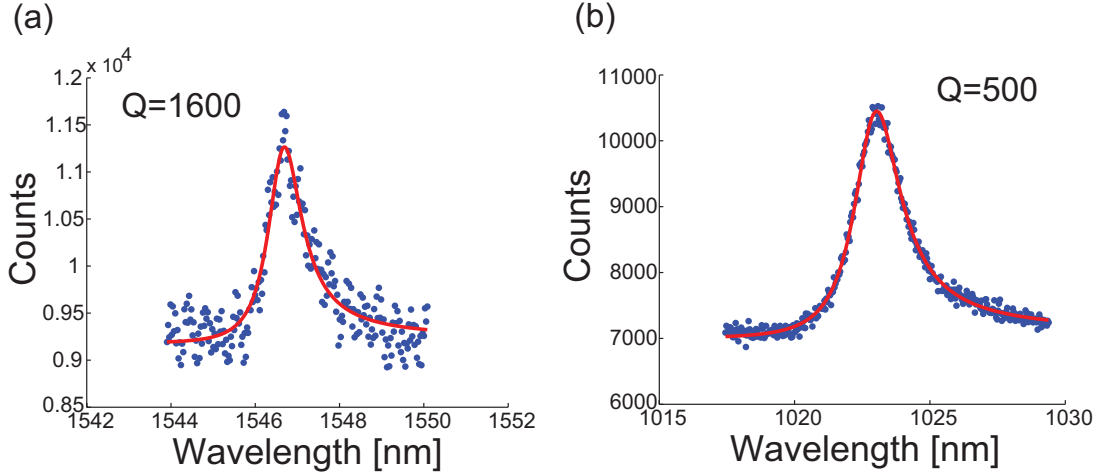 (a)
x 10⁴
1.2
1.15
1.1
1.05
1
0.95
0.9
0.85
Counts
Q=1600
1542
1544
1546
1548
1550
1552
Wavelength [nm]
(b)
11000
10000
9000
8000
7000
6000
Counts
Q=500
1015
1020
1025
1030
Wavelength [nm]